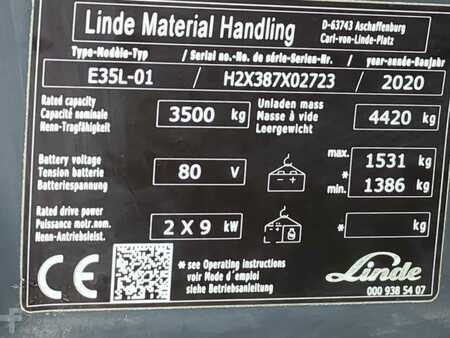 Linde Material Handling
D-63743 Aschaffenburg
Carl-von-Linde-Platz
Type-Modèle-Typ / Serial no.-No. de série-Serien-Nr. / year-année-Baujahr
E35L-01 / H2X387X02723 / 2020
Rated capacity
Capacité nominale
Nenn-Tragfähigkeit
3500 kg
Unladen mass
Masse à vide
Leergewicht
4420 kg
Battery voltage
Tension batterie
Batteriespannung
80 V
max. 1531 kg
*
min. 1386 kg
Rated drive power
Puissance motr.nom.
Nenn-Antriebsleist.
2 X 9 kW
* kg
CE
* see Operating instructions
voir Mode d'emploi
siehe Betriebsanleitung
Linde
000 938 54 07